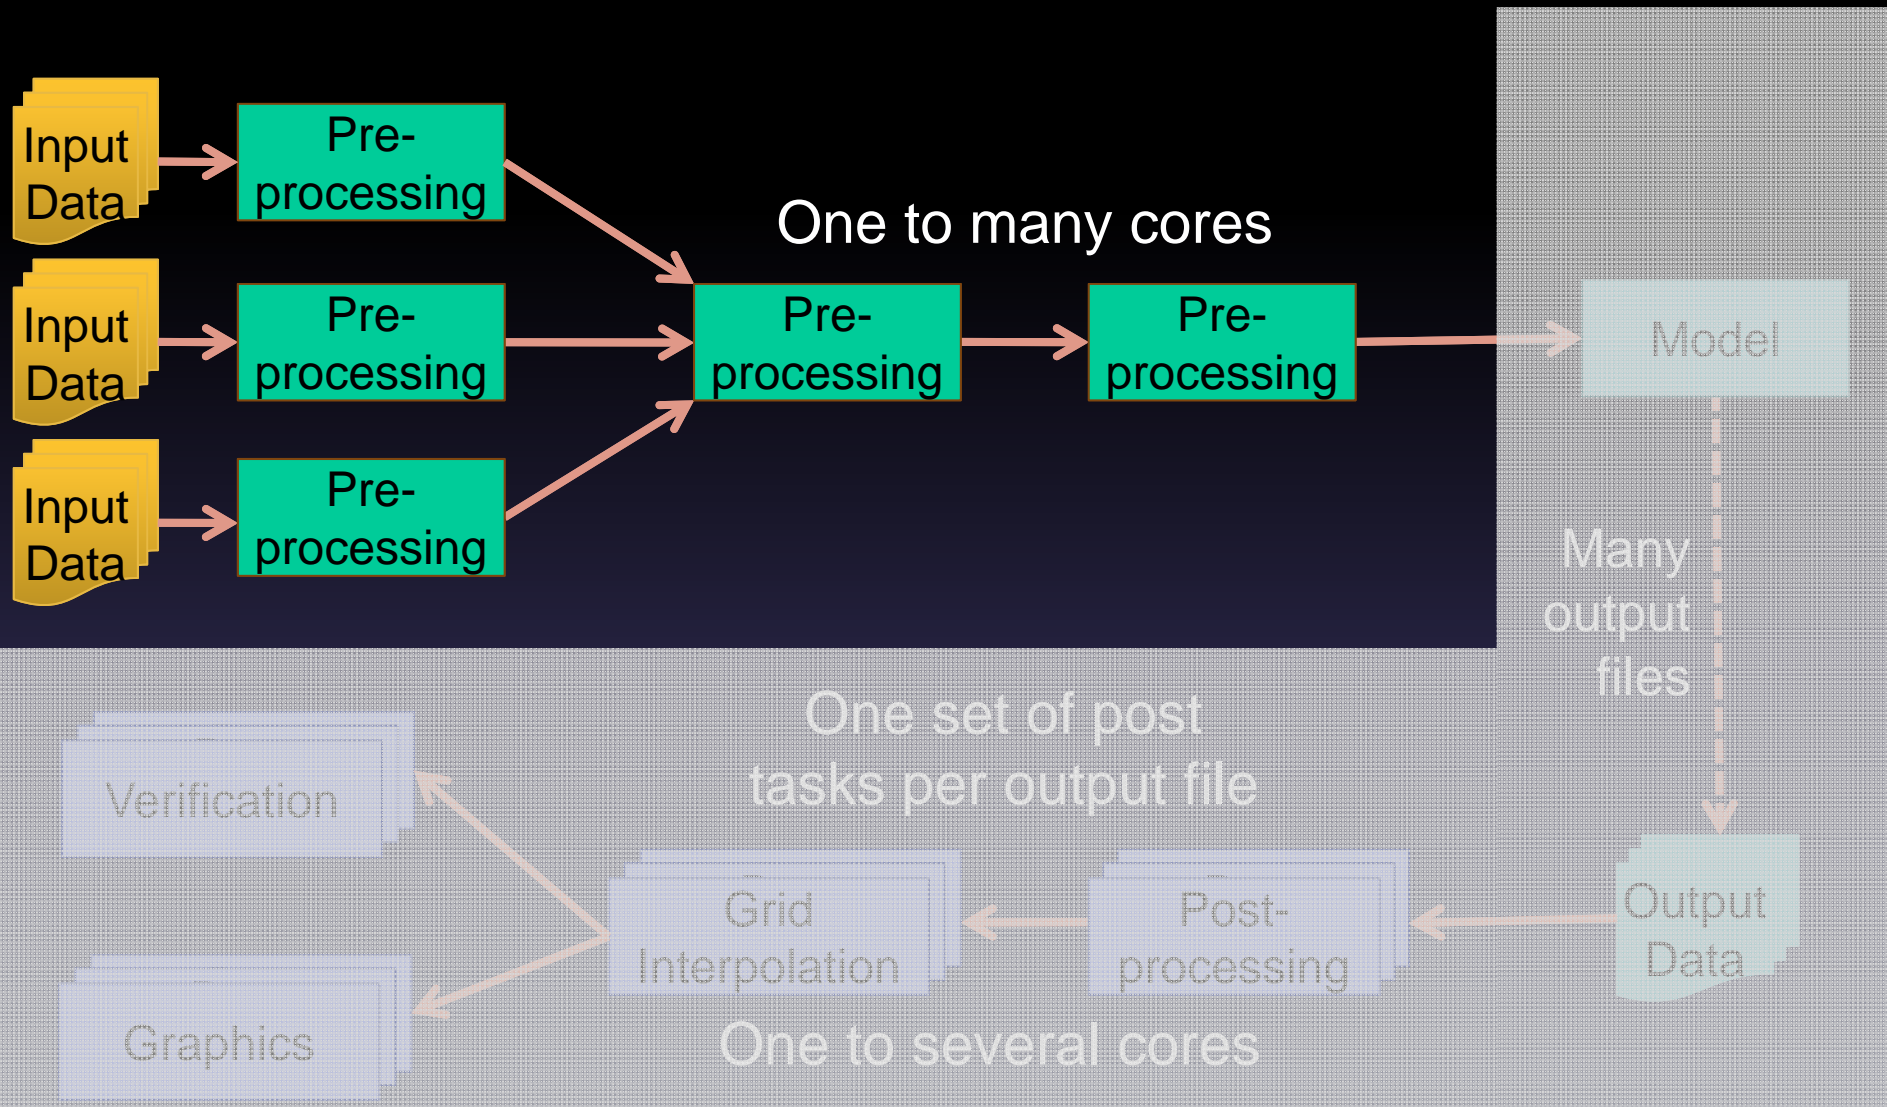 Input
Data
Pre-
processing
Input
Data
Pre-
processing
Input
Data
Pre-
processing
One to many cores
Pre-
processing
Pre-
processing
Model
Many
output
files
Output
Data
One set of post
tasks per output file
Post-
processing
Grid
Interpolation
Verification
Graphics
One to several cores